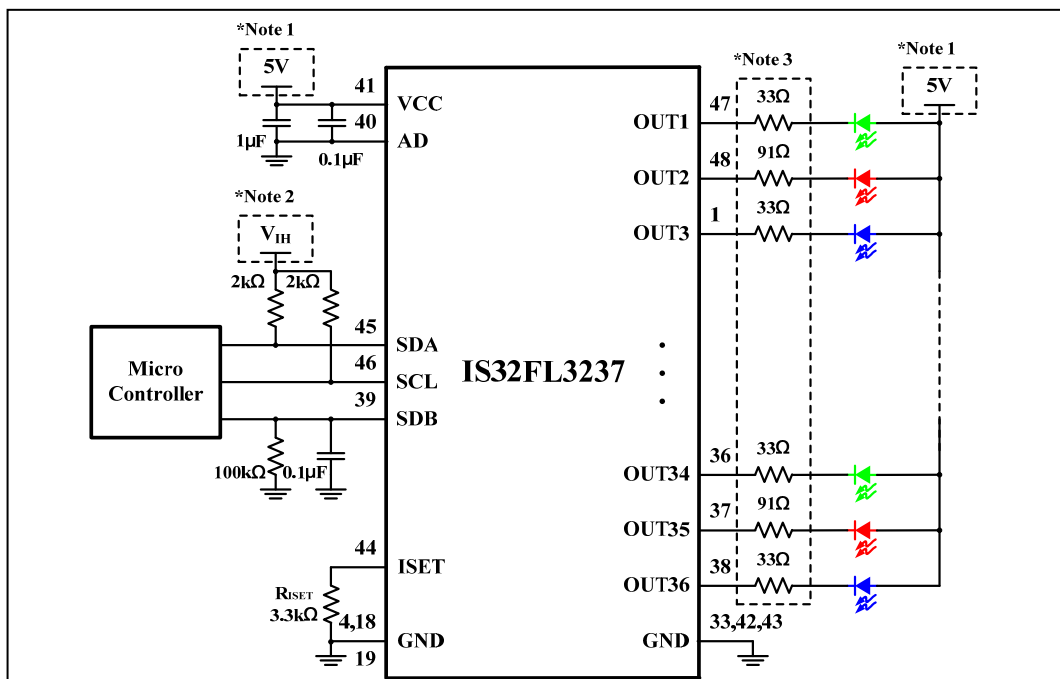 *Note 1
5V
41
VCC
40
AD
1µF
0.1µF
*Note 2
VIH
2kΩ
2kΩ
45
SDA
46
SCL
39
SDB
Micro
Controller
100kΩ
0.1µF
44
ISET
RISET
3.3kΩ
4,18
GND
19
IS32FL3237
*Note 3
*Note 1
5V
47
33Ω
OUT1
48
91Ω
OUT2
1
33Ω
OUT3
36
33Ω
OUT34
37
91Ω
OUT35
38
33Ω
OUT36
33,42,43
GND